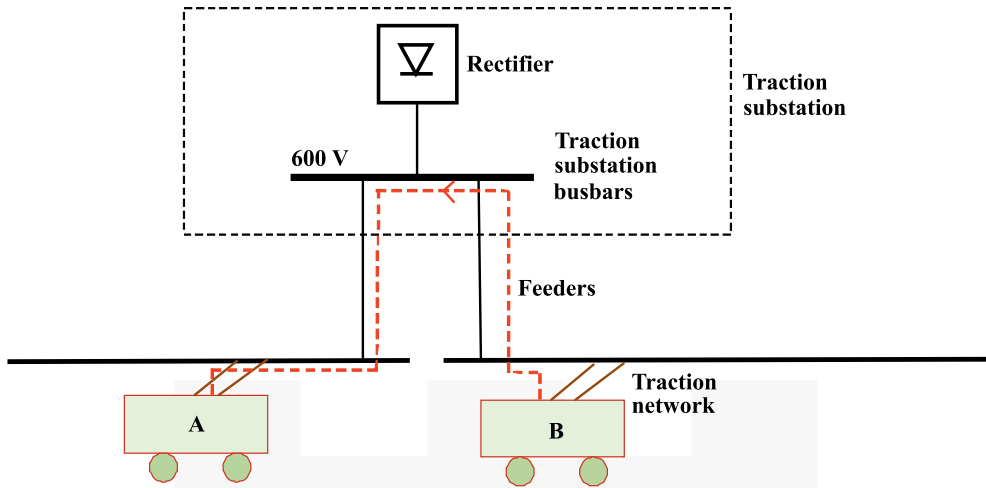 Rectifier
Traction
substation
600 V
Traction
substation
busbars
Feeders
Traction
network
A
B